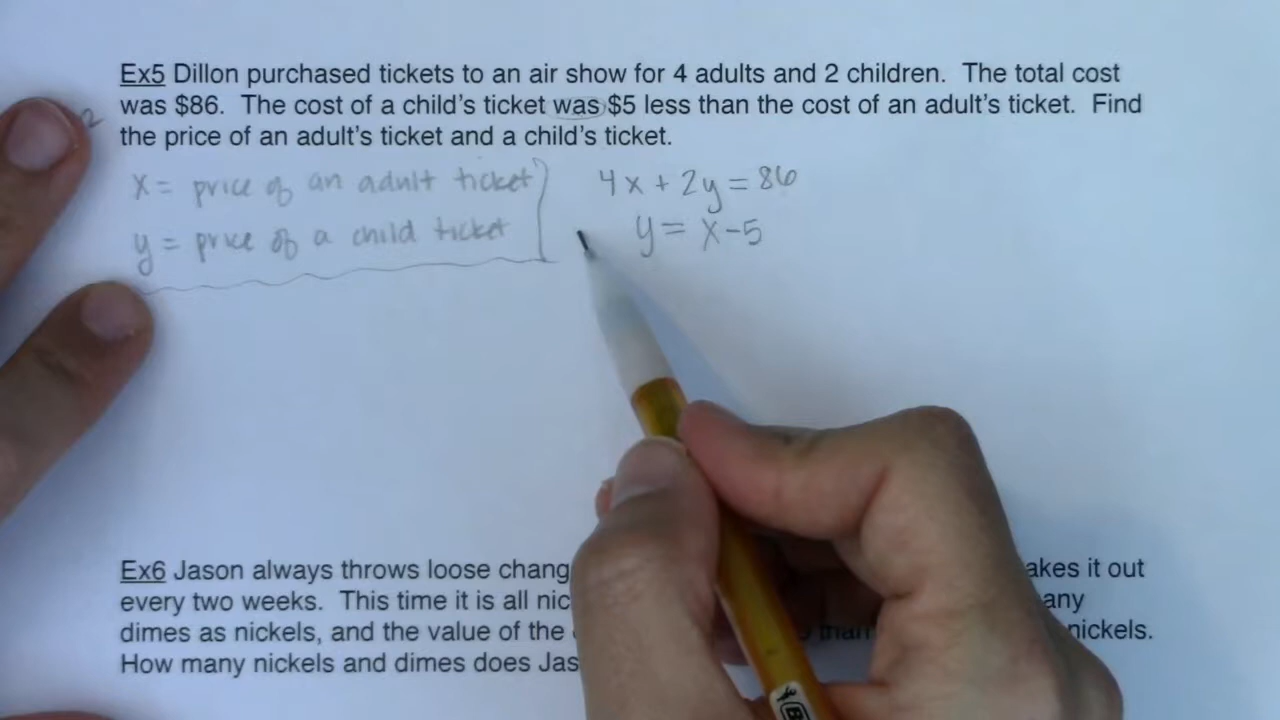 Ex5 Dillon purchased tickets to an air show for 4 adults and 2 children. The total cost
was $86. The cost of a child's ticket was $5 less than the cost of an adult's ticket. Find
the price of an adult's ticket and a child's ticket.
x = price of an adult ticket
y = price of a child ticket
4x + 2y = 86
y = x - 5
Ex6 Jason always throws loose chang akes it out
every two weeks. This time it is all nic any
dimes as nickels, and the value of the than nickels.
How many nickels and dimes does Jas